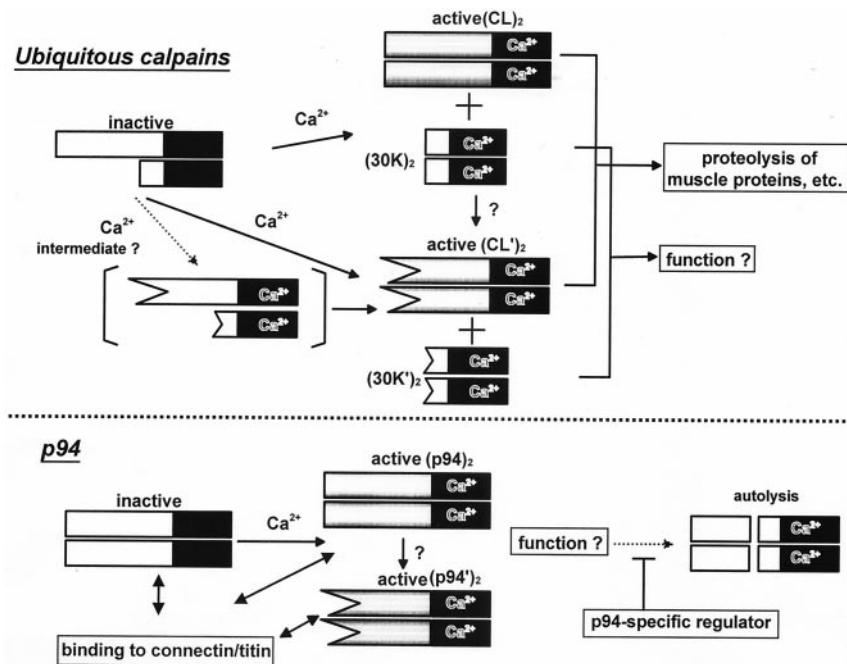 Ubiquitous calpains
active(CL)₂
Ca²⁺
Ca²⁺
inactive
Ca²⁺
(30K)₂
Ca²⁺
Ca²⁺
proteolysis of
muscle proteins, etc.
Ca²⁺
intermediate ?
Ca²⁺
?
active (CL')₂
function ?
Ca²⁺
Ca²⁺
Ca²⁺
Ca²⁺
(30K')₂
Ca²⁺
Ca²⁺
p94
inactive
Ca²⁺
active (p94)₂
Ca²⁺
Ca²⁺
?
active (p94')₂
Ca²⁺
Ca²⁺
binding to connectin/titin
function ?
autolysis
Ca²⁺
Ca²⁺
p94-specific regulator